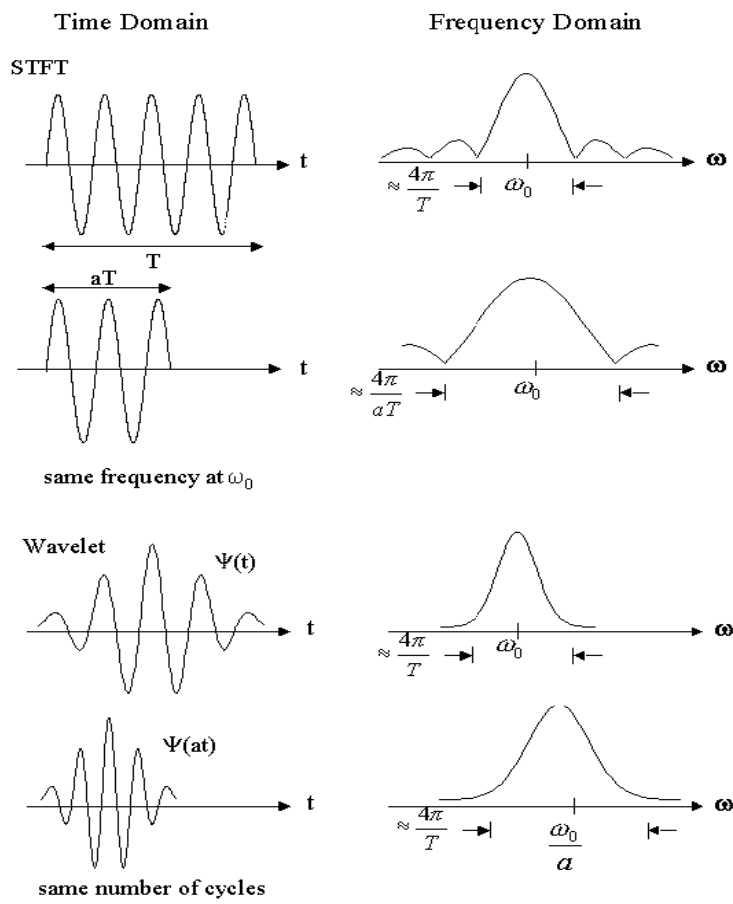 Time Domain
Frequency Domain
STFT
t
T
≈ 4π/T
ω₀
ω
aT
t
≈ 4π/aT
ω₀
ω
same frequency at ω₀
Wavelet
Ψ(t)
t
≈ 4π/T
ω₀
ω
Ψ(at)
t
≈ 4π/T
ω₀/a
ω
same number of cycles